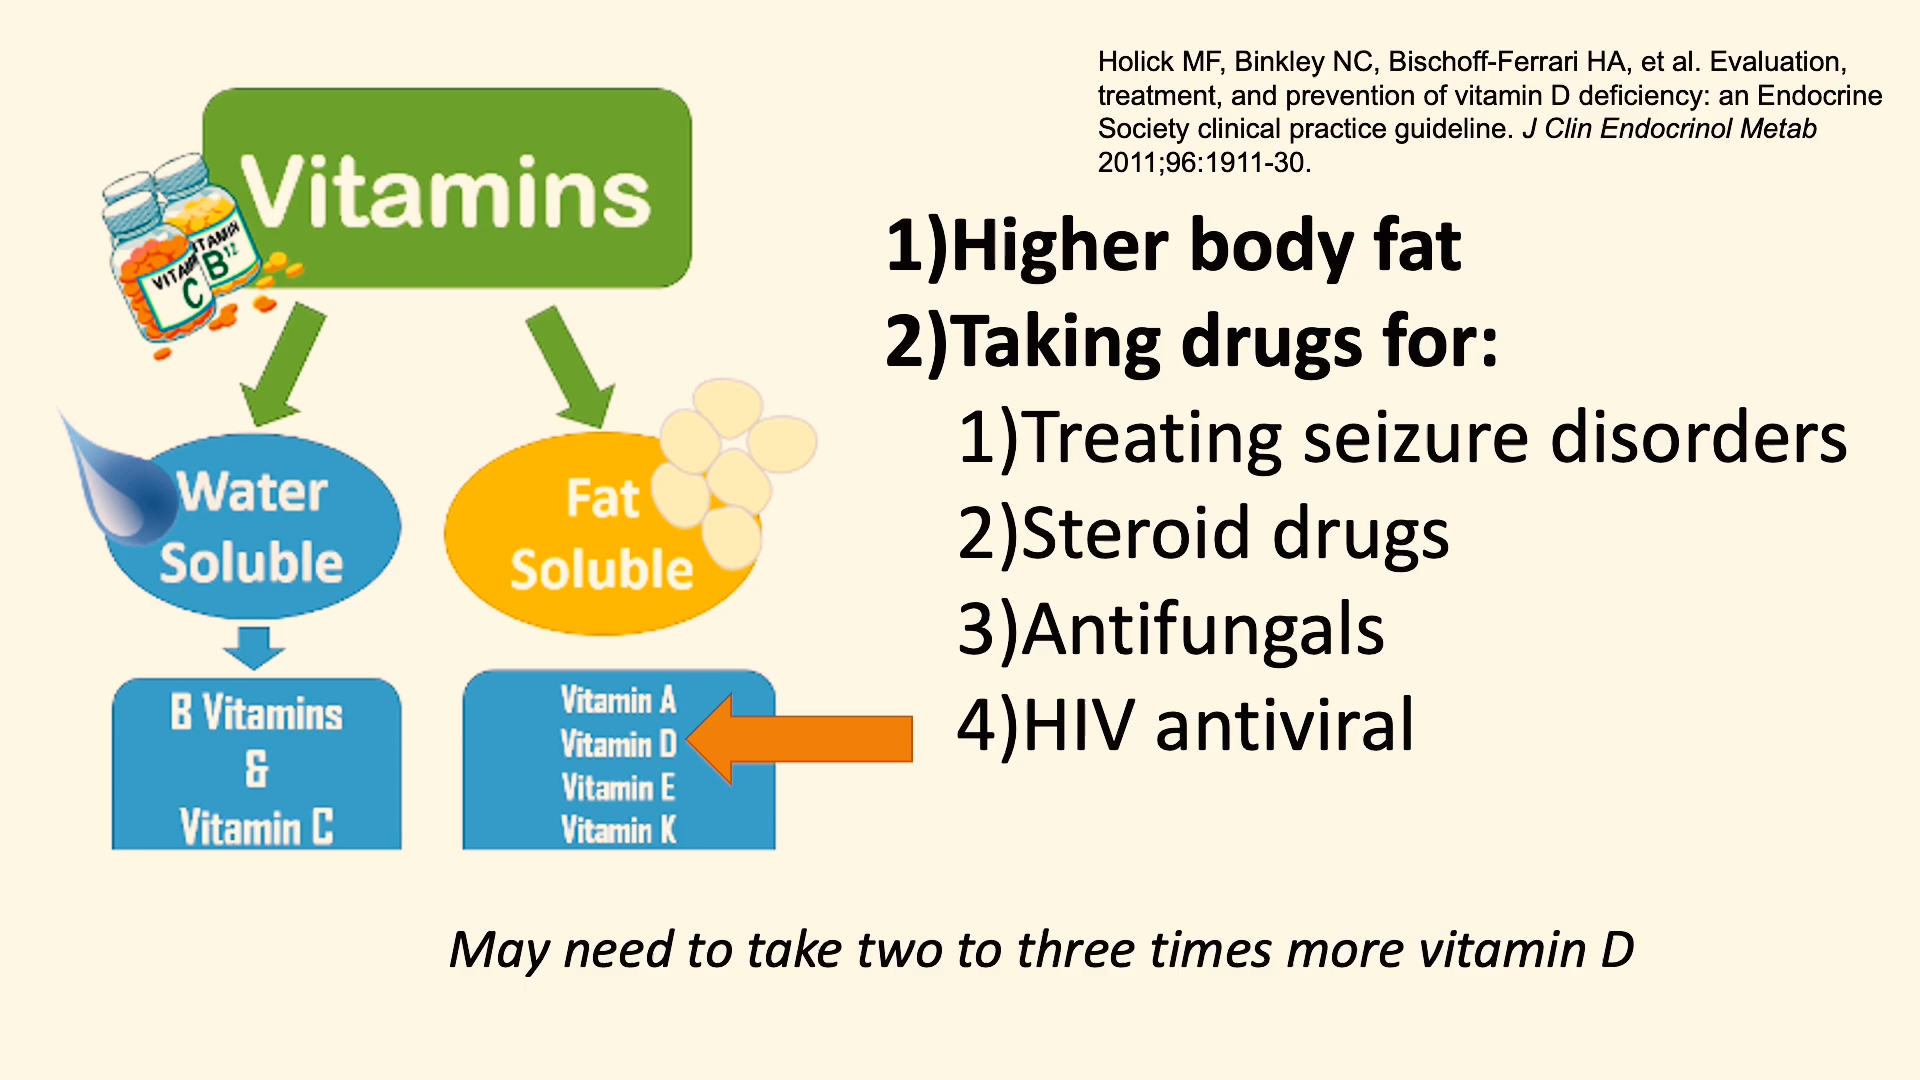 Holick MF, Binkley NC, Bischoff-Ferrari HA, et al. Evaluation,
treatment, and prevention of vitamin D deficiency: an Endocrine
Society clinical practice guideline. J Clin Endocrinol Metab
2011;96:1911-30.
Vitamins
VITAMIN
B12
VITAM
C
Water
Soluble
Fat
Soluble
B Vitamins
&
Vitamin C
Vitamin A
Vitamin D
Vitamin E
Vitamin K
1)Higher body fat
2)Taking drugs for:
1)Treating seizure disorders
2)Steroid drugs
3)Antifungals
4)HIV antiviral
May need to take two to three times more vitamin D